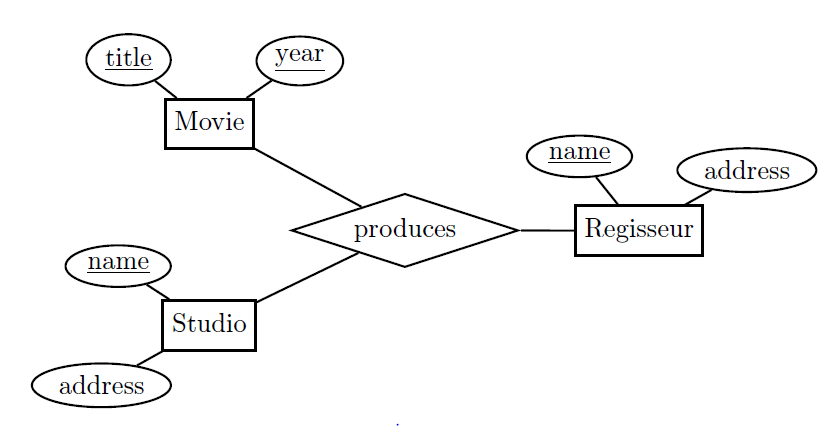 title
year
Movie
name
address
produces
Regisseur
name
Studio
address